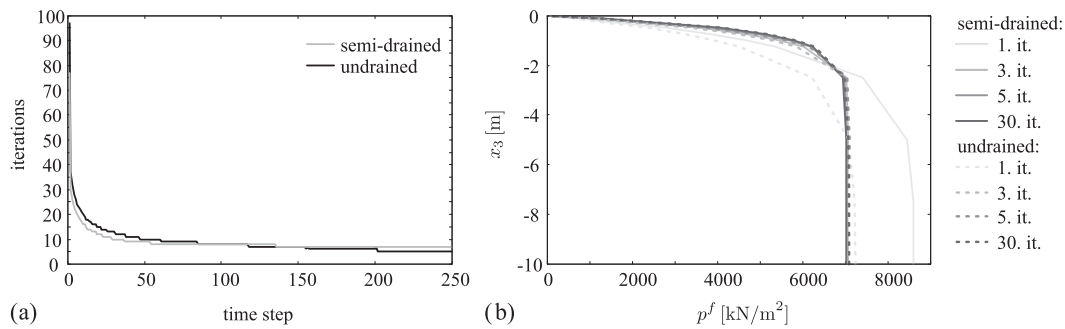 100
90
80
70
60
50
40
30
20
10
0
iterations
semi-drained
undrained
0 50 100 150 200 250
time step
(a)
0
-2
-4
-6
-8
-10
x₃ [m]
2000 4000 6000 8000
p^f [kN/m²]
(b)
semi-drained:
1. it.
3. it.
5. it.
30. it.
undrained:
1. it.
3. it.
5. it.
30. it.